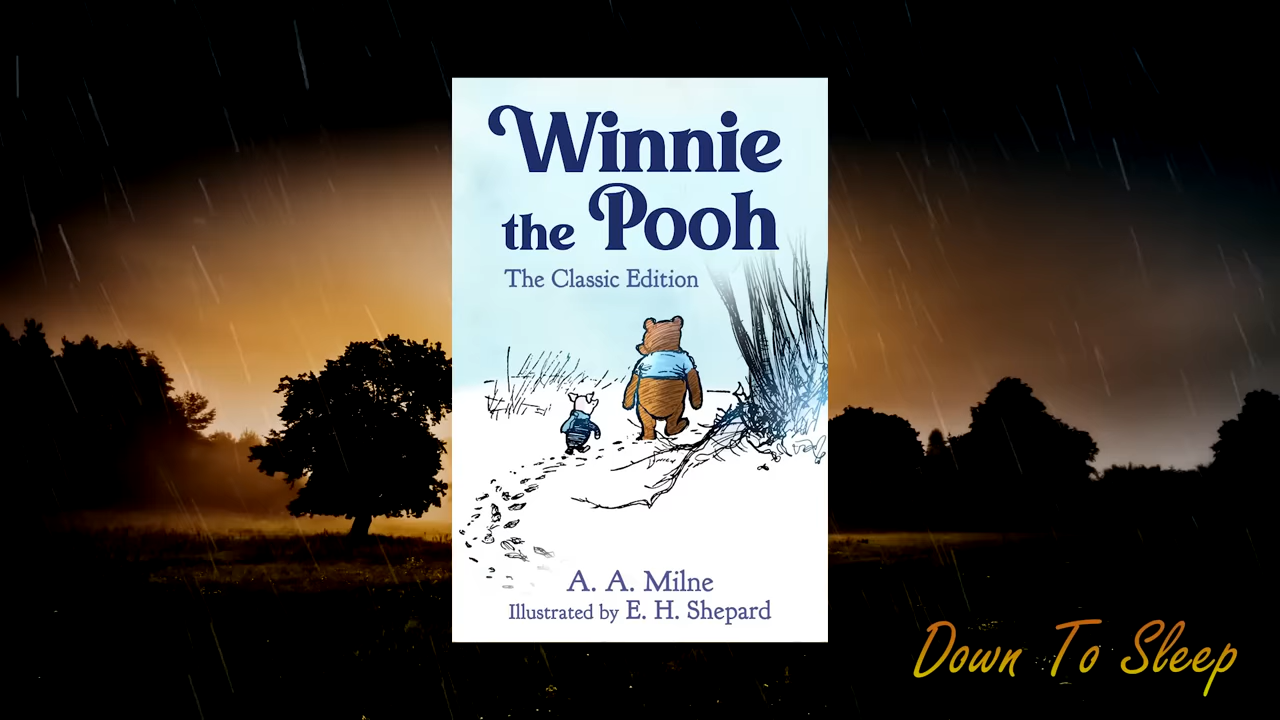 Winnie
the Pooh
The Classic Edition
A. A. Milne
Illustrated by E. H. Shepard
Down To Sleep